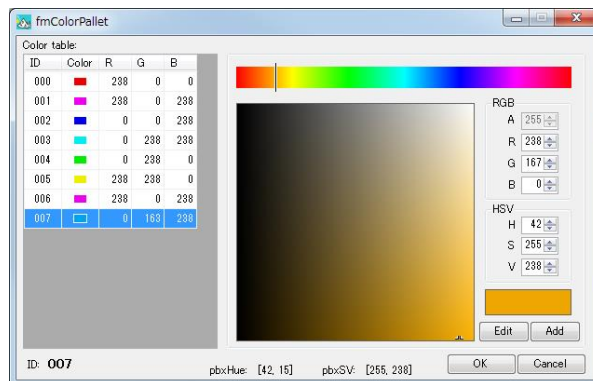 fmColorPallet
Color table:
ID Color R G B
000 238 0 0
001 238 0 238
002 0 0 238
003 0 238 238
004 0 238 0
005 238 238 0
006 238 0 238
007 0 163 238
RGB
A 255
R 238
G 167
B 0
HSV
H 42
S 255
V 238
Edit Add
ID: 007
pbxHue: [42, 15] pbxSV: [255, 238]
OK Cancel